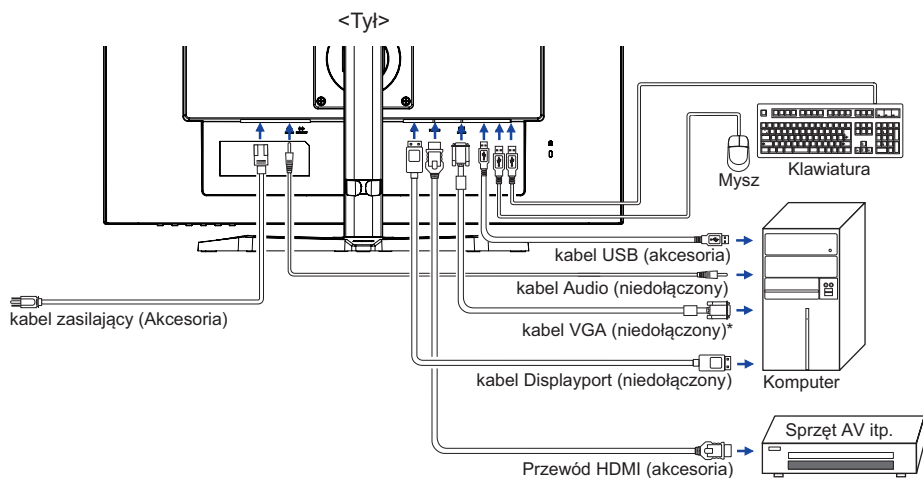 <Tył>
Mysz
Klawiatura
kabel USB (akcesoria)
kabel Audio (niedołączony)
kabel zasilający (Akcesoria)
kabel VGA (niedołączony)*
kabel Displayport (niedołączony)
Komputer
Sprzęt AV itp.
Przewód HDMI (akcesoria)